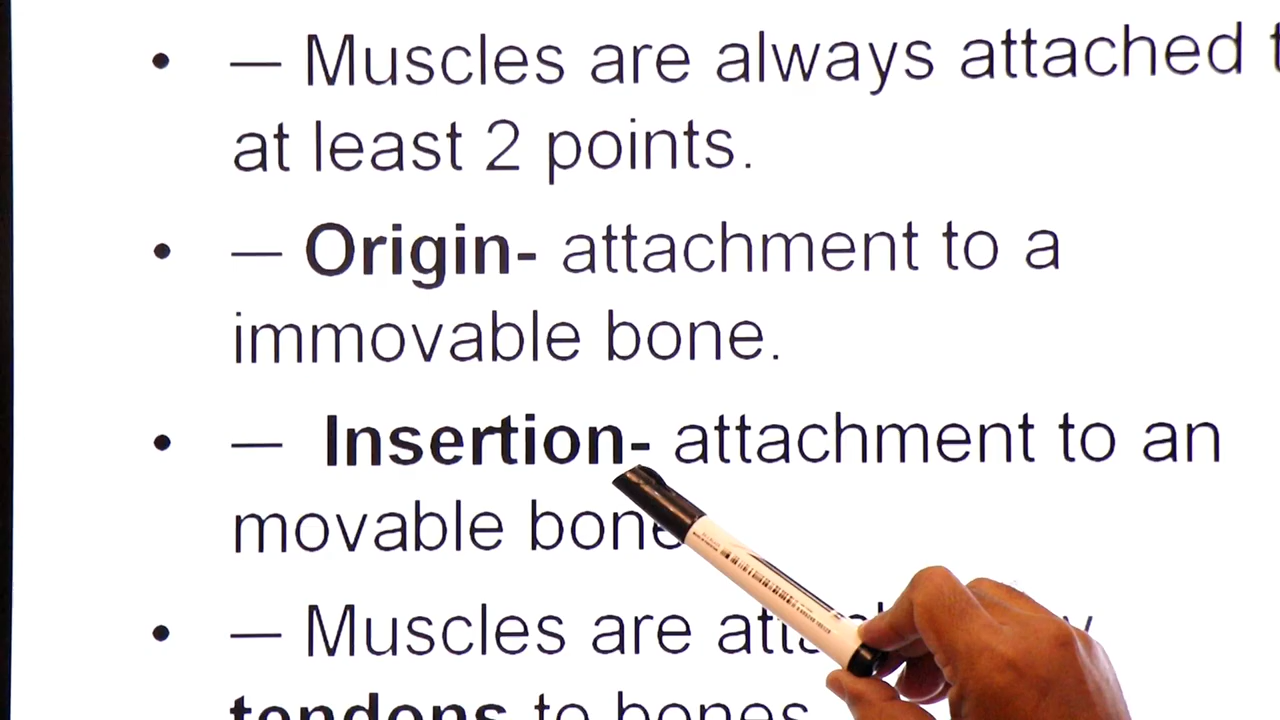 • — Muscles are always attached
at least 2 points.
• — Origin- attachment to a
immovable bone.
• — Insertion- attachment to an
movable bone
• — Muscles are
tendons to bones